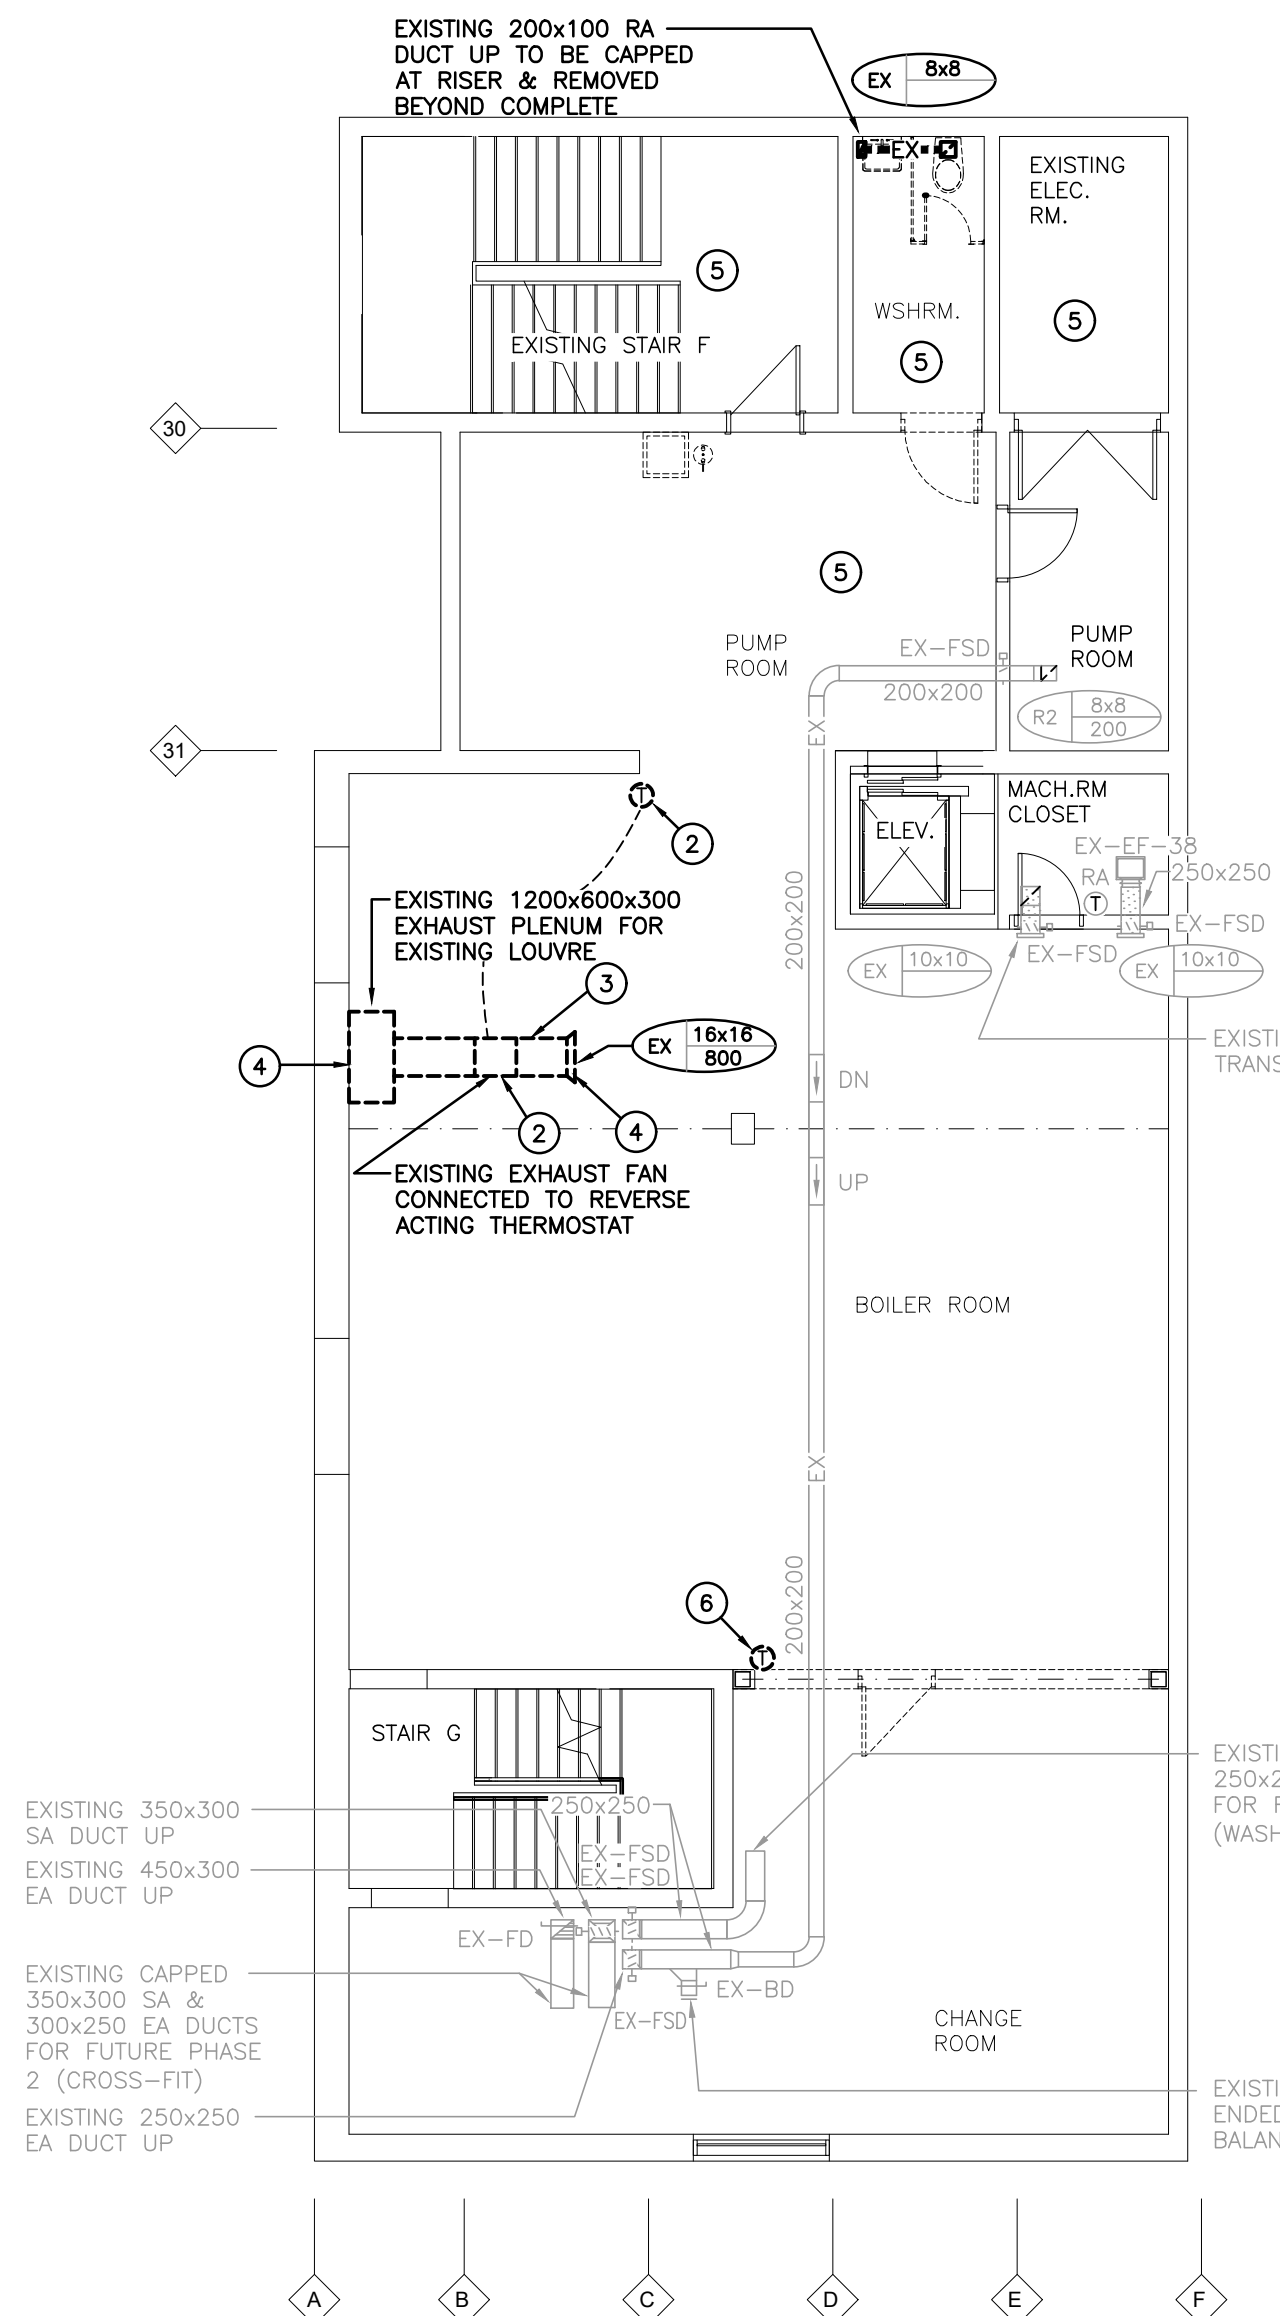 EXISTING 200x100 RA
DUCT UP TO BE CAPPED
AT RISER & REMOVED
BEYOND COMPLETE
EX
8x8
EX
EXISTING
ELEC.
RM.
5
WSHRM.
5
5
EXISTING STAIR F
30
5
PUMP
ROOM
EX-FSD
200x200
PUMP
ROOM
R2
8x8
200
EX
31
T
2
MACH.RM
CLOSET
ELEV.
EX-EF-38
RA
T
250x250
EX-FSD
EX-FSD
EX
10x10
EX
10x10
200x200
EXISTING 1200x600x300
EXHAUST PLENUM FOR
EXISTING LOUVRE
3
EX
16x16
800
4
2
4
EXISTI
TRANS
DN
UP
EXISTING EXHAUST FAN
CONNECTED TO REVERSE
ACTING THERMOSTAT
BOILER ROOM
EX
200x200
6
T
STAIR G
EXISTI
250x2
FOR F
(WASH
EXISTING 350x300
SA DUCT UP
250x250
EX-FSD
EX-FSD
EXISTING 450x300
EA DUCT UP
EX-FD
EXISTING CAPPED
350x300 SA &
300x250 EA DUCTS
FOR FUTURE PHASE
2 (CROSS-FIT)
EX-BD
EX-FSD
CHANGE
ROOM
EXISTING 250x250
EA DUCT UP
EXISTI
ENDED
BALAN
A
B
C
D
E
F